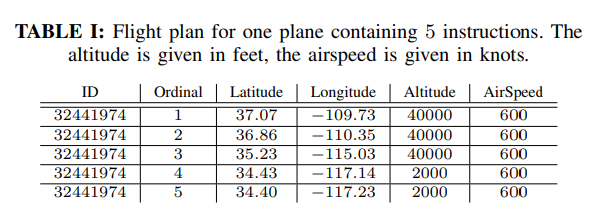 TABLE I: Flight plan for one plane containing 5 instructions. The
altitude is given in feet, the airspeed is given in knots.
ID Ordinal Latitude Longitude Altitude AirSpeed
32441974 1 37.07 −109.73 40000 600
32441974 2 36.86 −110.35 40000 600
32441974 3 35.23 −115.03 40000 600
32441974 4 34.43 −117.14 2000 600
32441974 5 34.40 −117.23 2000 600